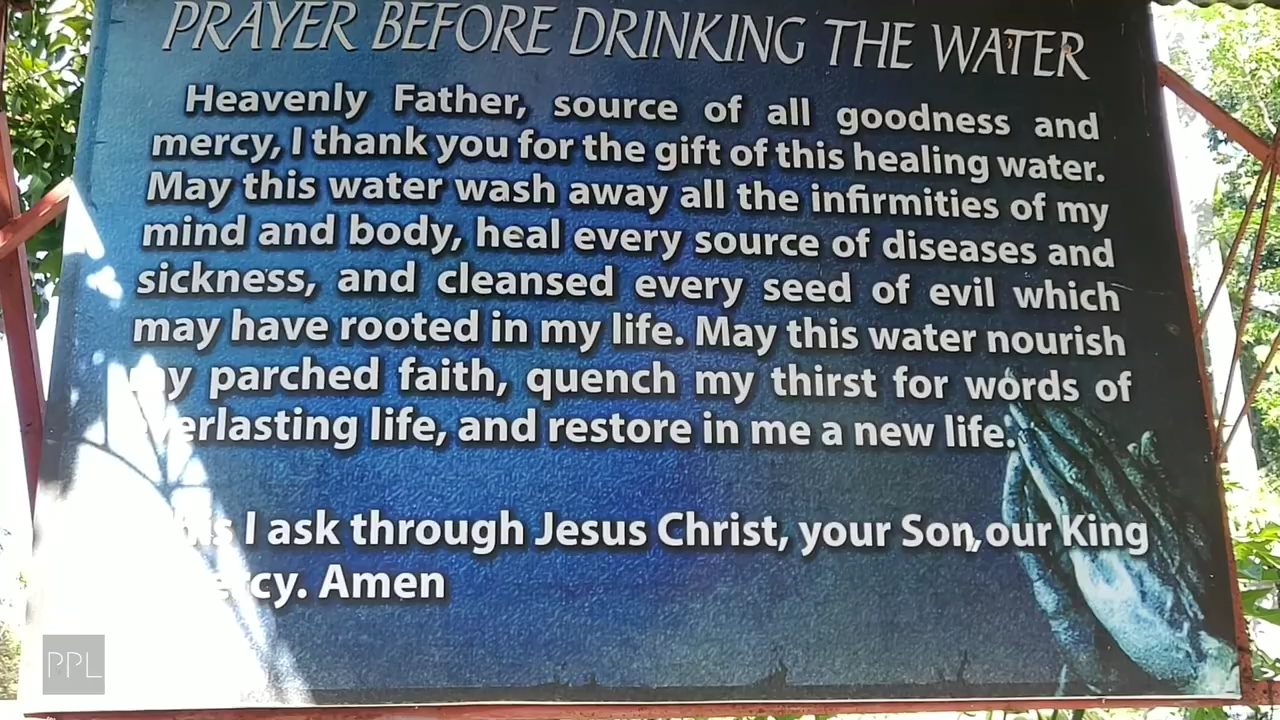 PRAYER BEFORE DRINKING THE WATER
Heavenly Father, source of all goodness and
mercy, I thank you for the gift of this healing water.
May this water wash away all the infirmities of my
mind and body, heal every source of diseases and
sickness, and cleansed every seed of evil which
may have rooted in my life. May this water nourish
my parched faith, quench my thirst for words of
everlasting life, and restore in me a new life.
This I ask through Jesus Christ, your Son, our King
mercy. Amen
PPL